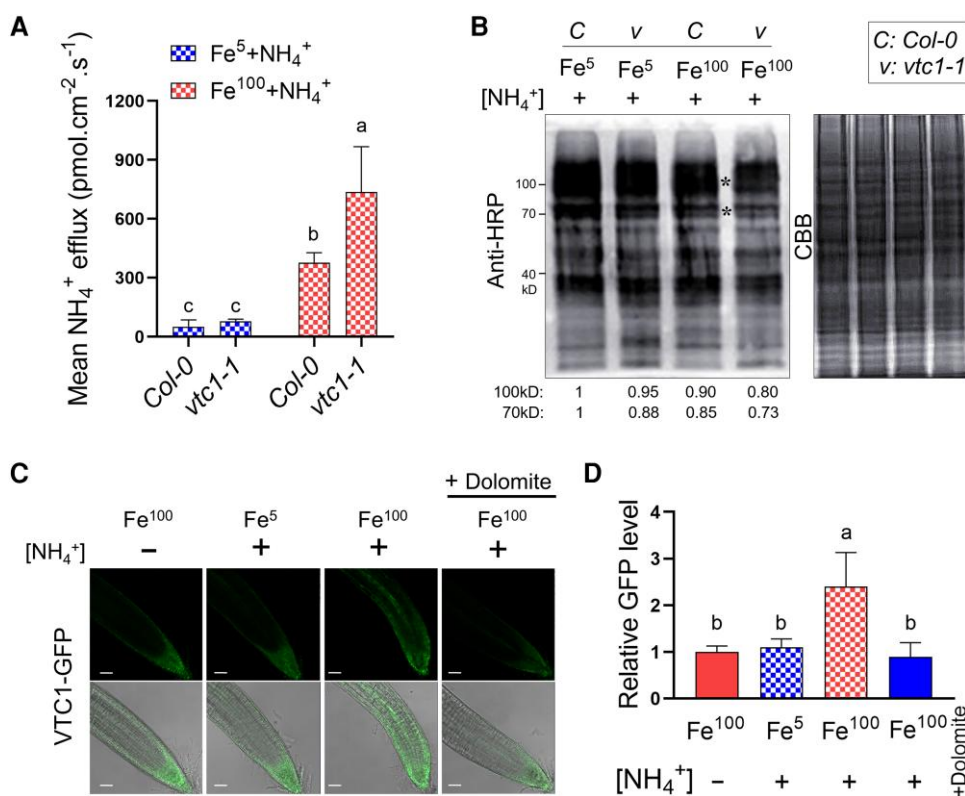 A
Fe⁵+NH₄⁺
Fe¹⁰⁰+NH₄⁺
Mean NH₄⁺ efflux (pmol.cm⁻².s⁻¹)
1200
900
600
300
0
c
c
b
a
Col-0
vtc1-1
Col-0
vtc1-1
B
C v C v
Fe⁵ Fe⁵ Fe¹⁰⁰ Fe¹⁰⁰
[NH₄⁺] + + + +
C: Col-0
v: vtc1-1
Anti-HRP
100
70
40
kD
*
*
CBB
100kD: 1 0.95 0.90 0.80
70kD: 1 0.88 0.85 0.73
C
+ Dolomite
Fe¹⁰⁰ Fe⁵ Fe¹⁰⁰ Fe¹⁰⁰
[NH₄⁺] − + + +
VTC1-GFP
D
Relative GFP level
4
3
2
1
0
b b a b
Fe¹⁰⁰ Fe⁵ Fe¹⁰⁰ Fe¹⁰⁰
[NH₄⁺] − + + +
+Dolomite